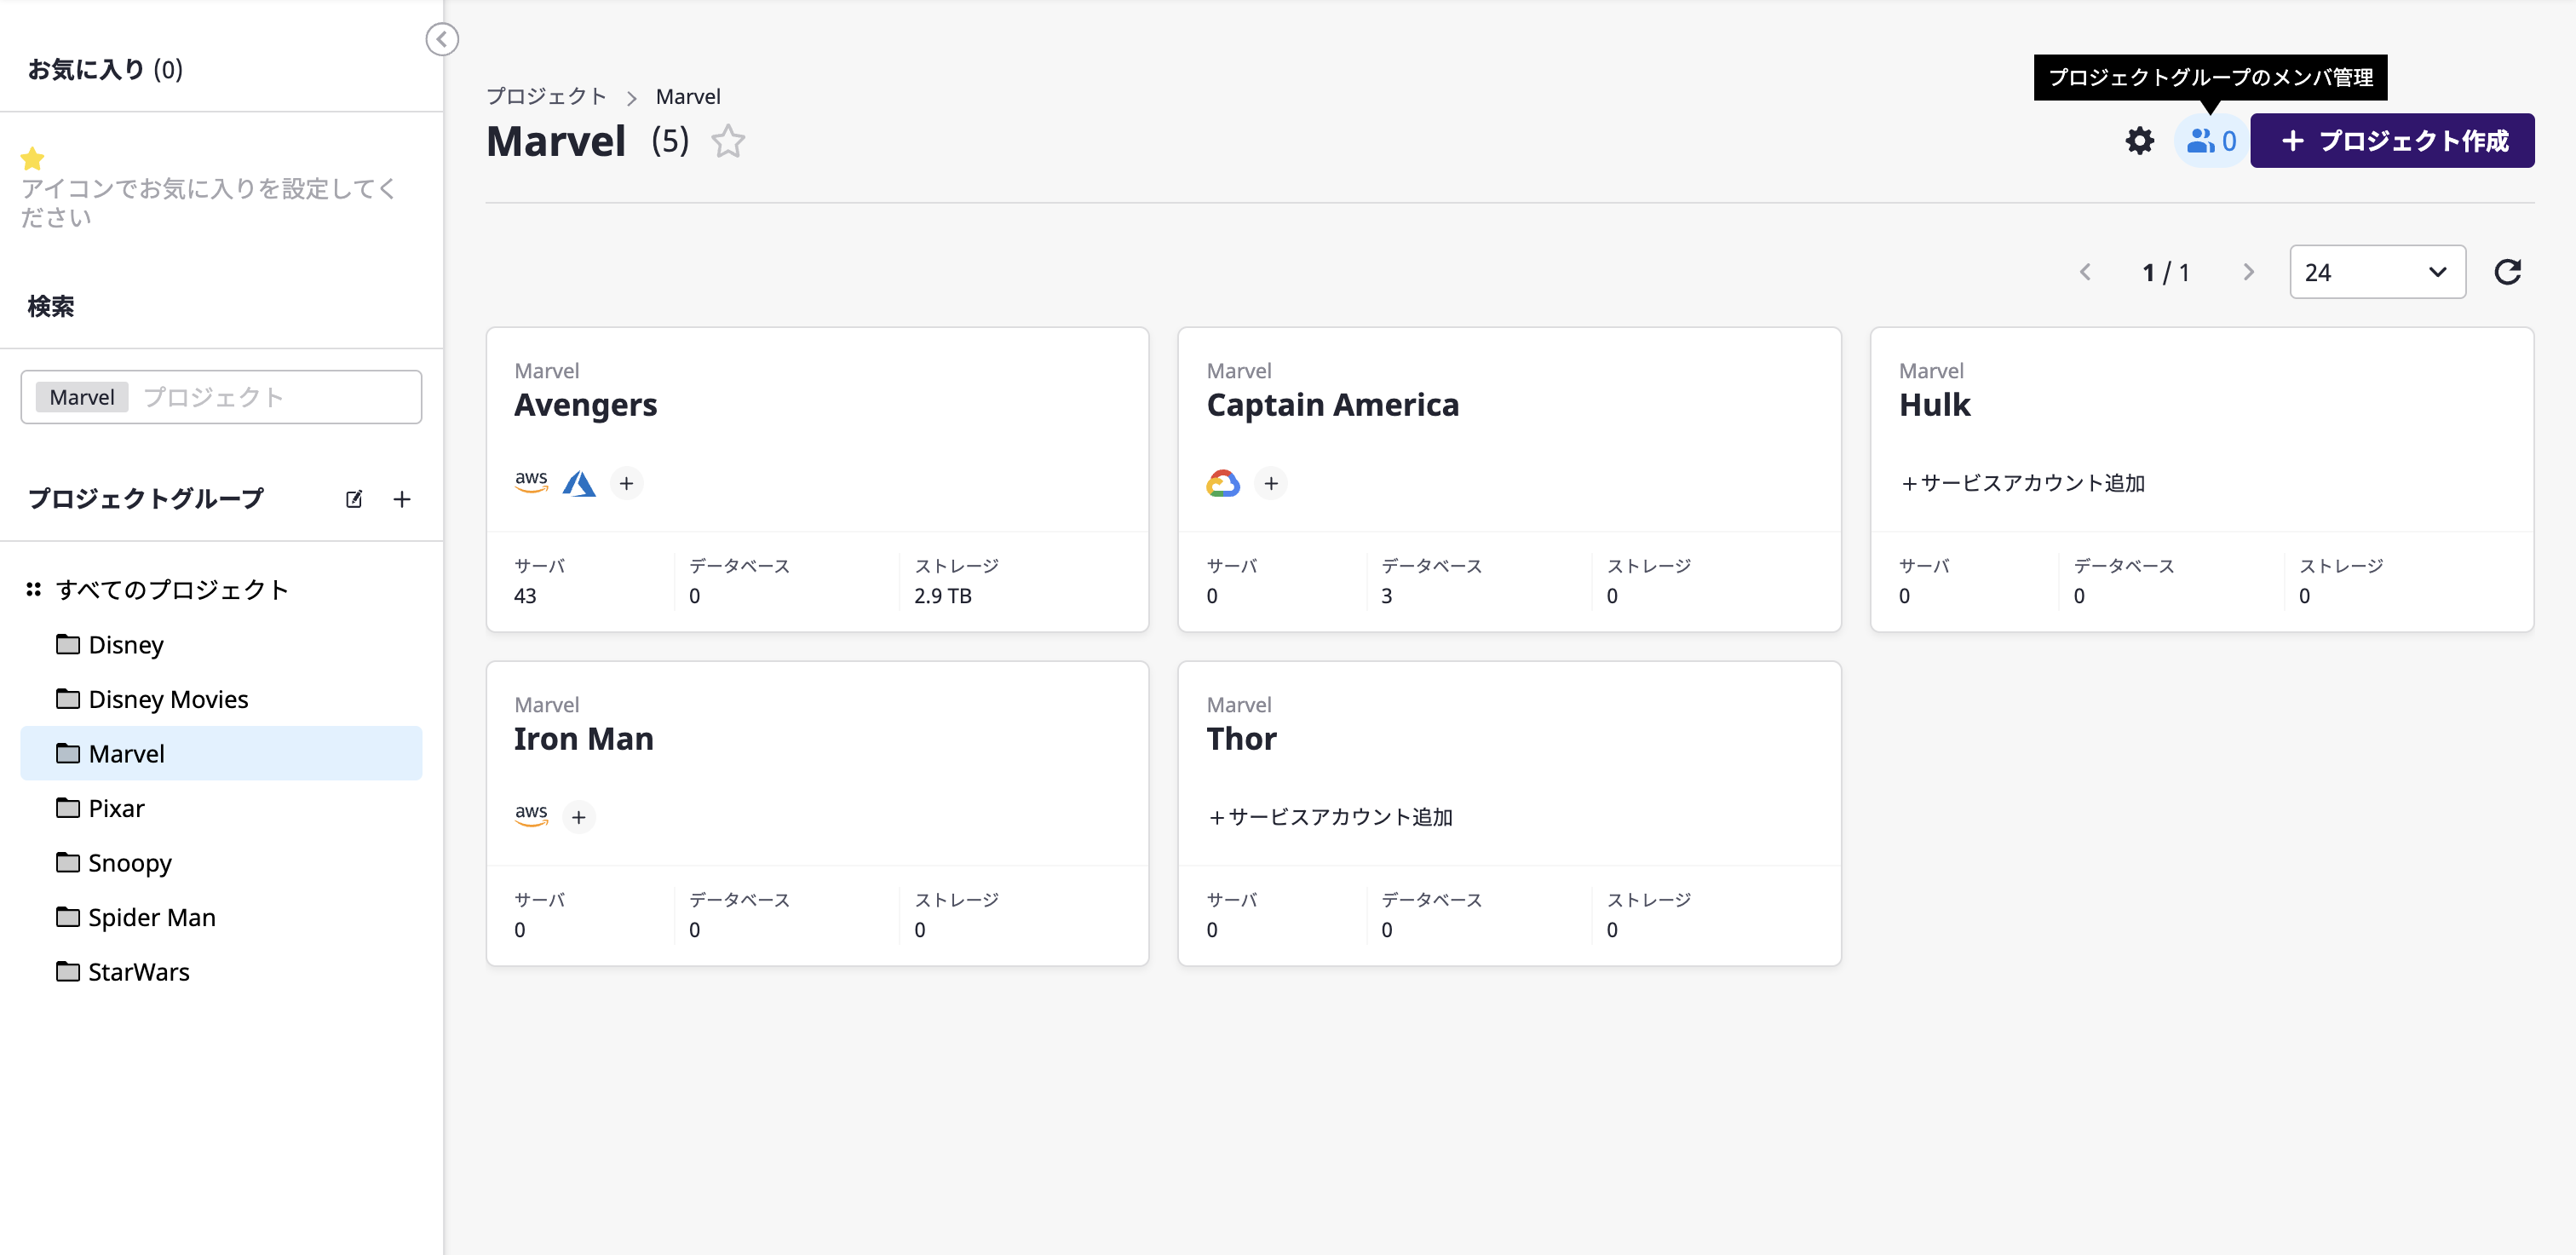 お気に入り (0)
アイコンでお気に入りを設定してく
ださい
検索
Marvel プロジェクト
プロジェクトグループ
すべてのプロジェクト
Disney
Disney Movies
Marvel
Pixar
Snoopy
Spider Man
StarWars
プロジェクト > Marvel
Marvel (5)
プロジェクトグループのメンバ管理
0
+ プロジェクト作成
< 1 / 1 >
24
Marvel
Avengers
aws +
サーバ データベース ストレージ
43 0 2.9 TB
Marvel
Captain America
+
サーバ データベース ストレージ
0 3 0
Marvel
Hulk
+サービスアカウント追加
サーバ データベース ストレージ
0 0 0
Marvel
Iron Man
aws +
サーバ データベース ストレージ
0 0 0
Marvel
Thor
+サービスアカウント追加
サーバ データベース ストレージ
0 0 0